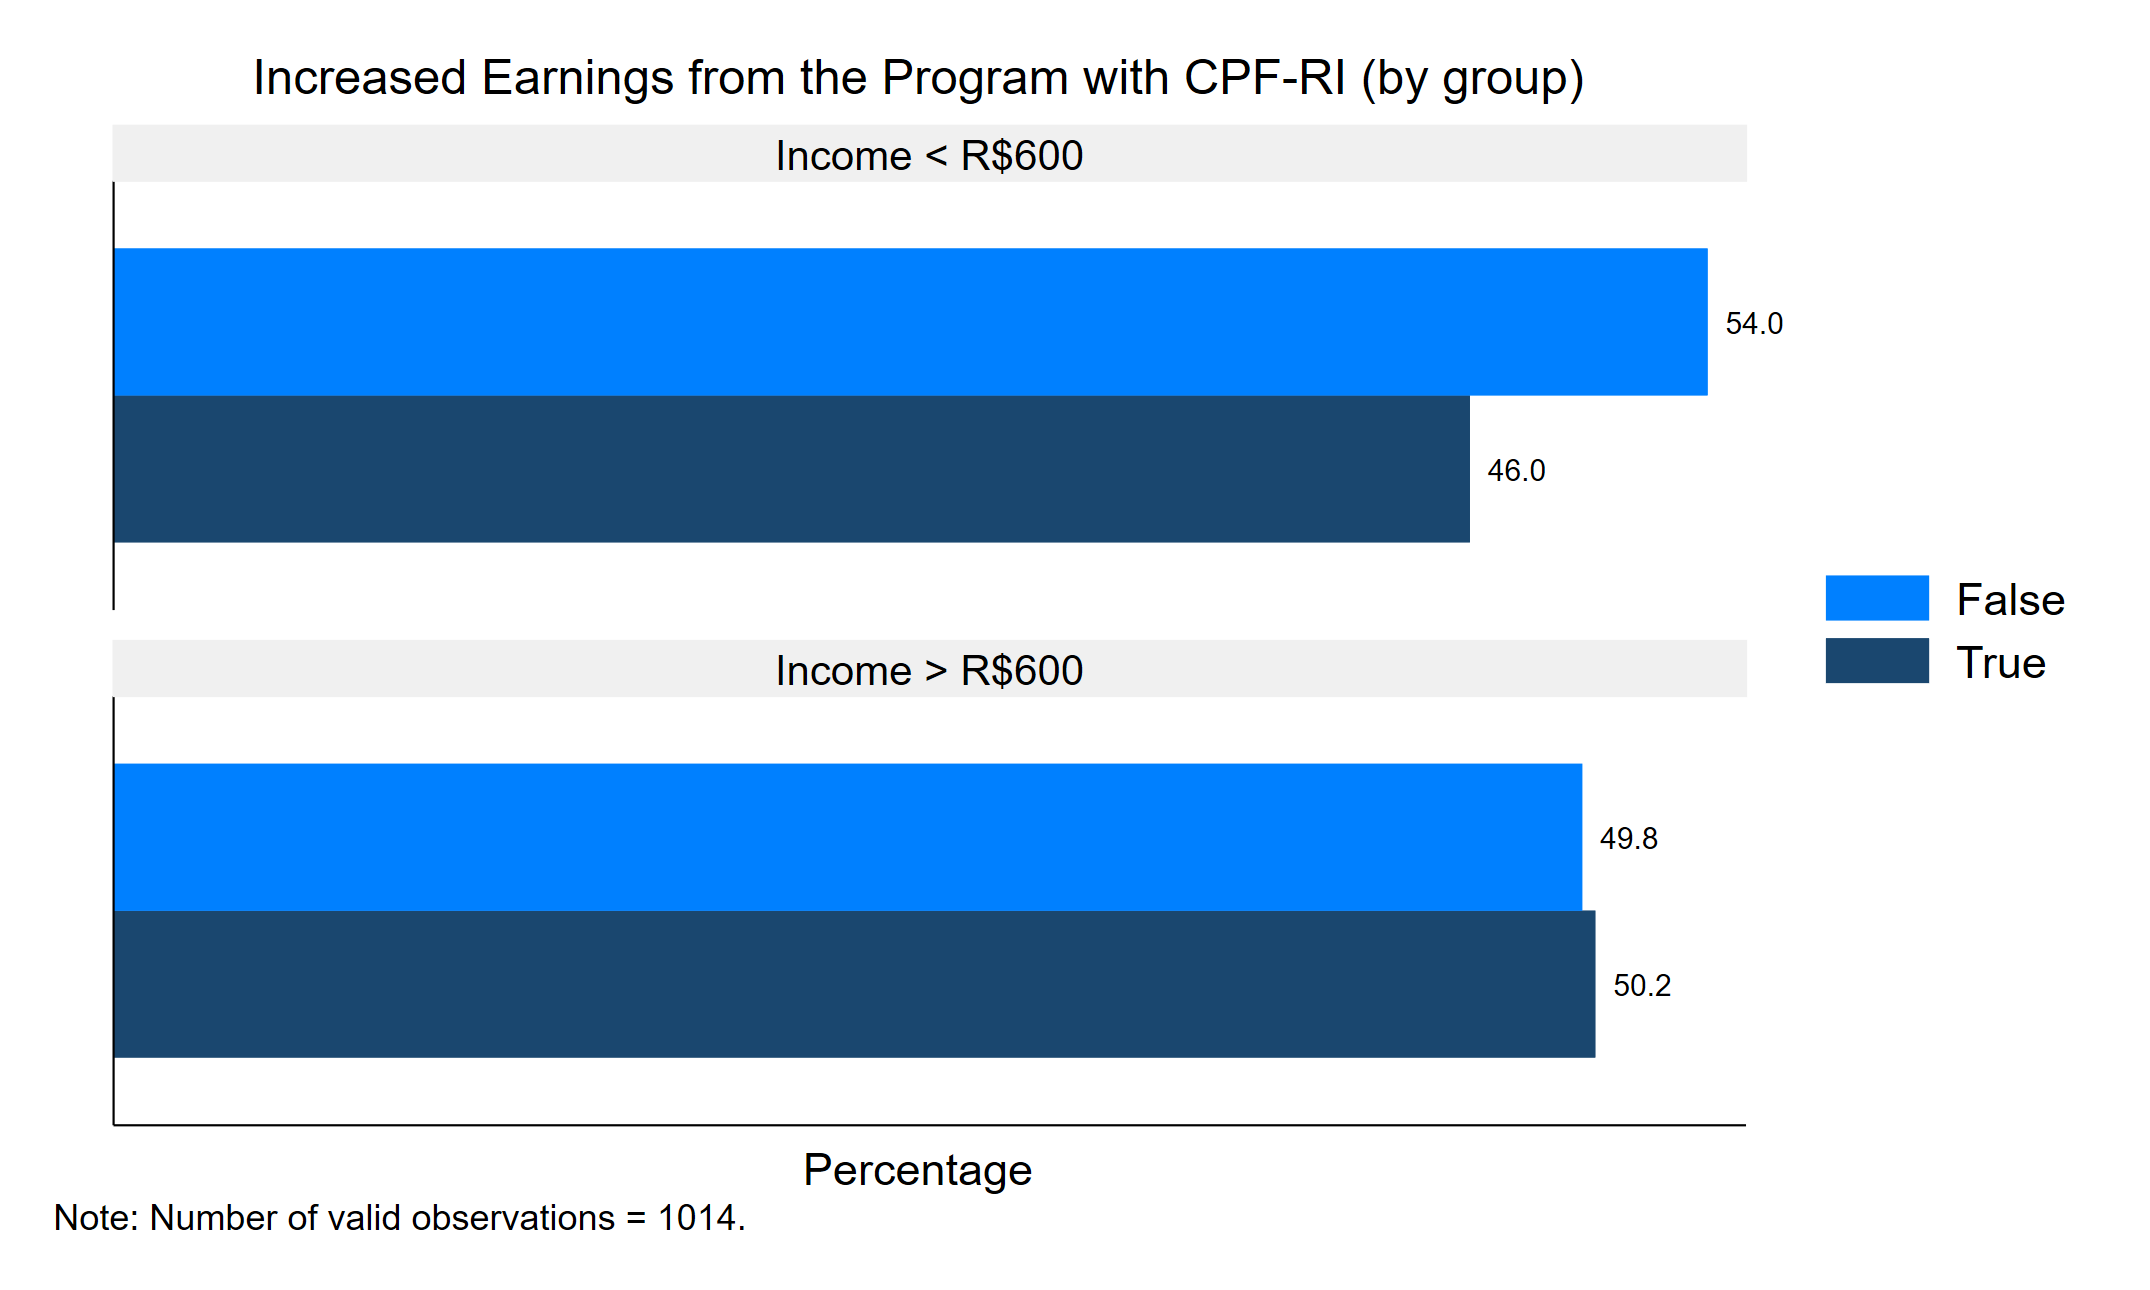 Increased Earnings from the Program with CPF-RI (by group)
Income < R$600
54.0
46.0
False
True
Income > R$600
49.8
50.2
Percentage
Note: Number of valid observations = 1014.